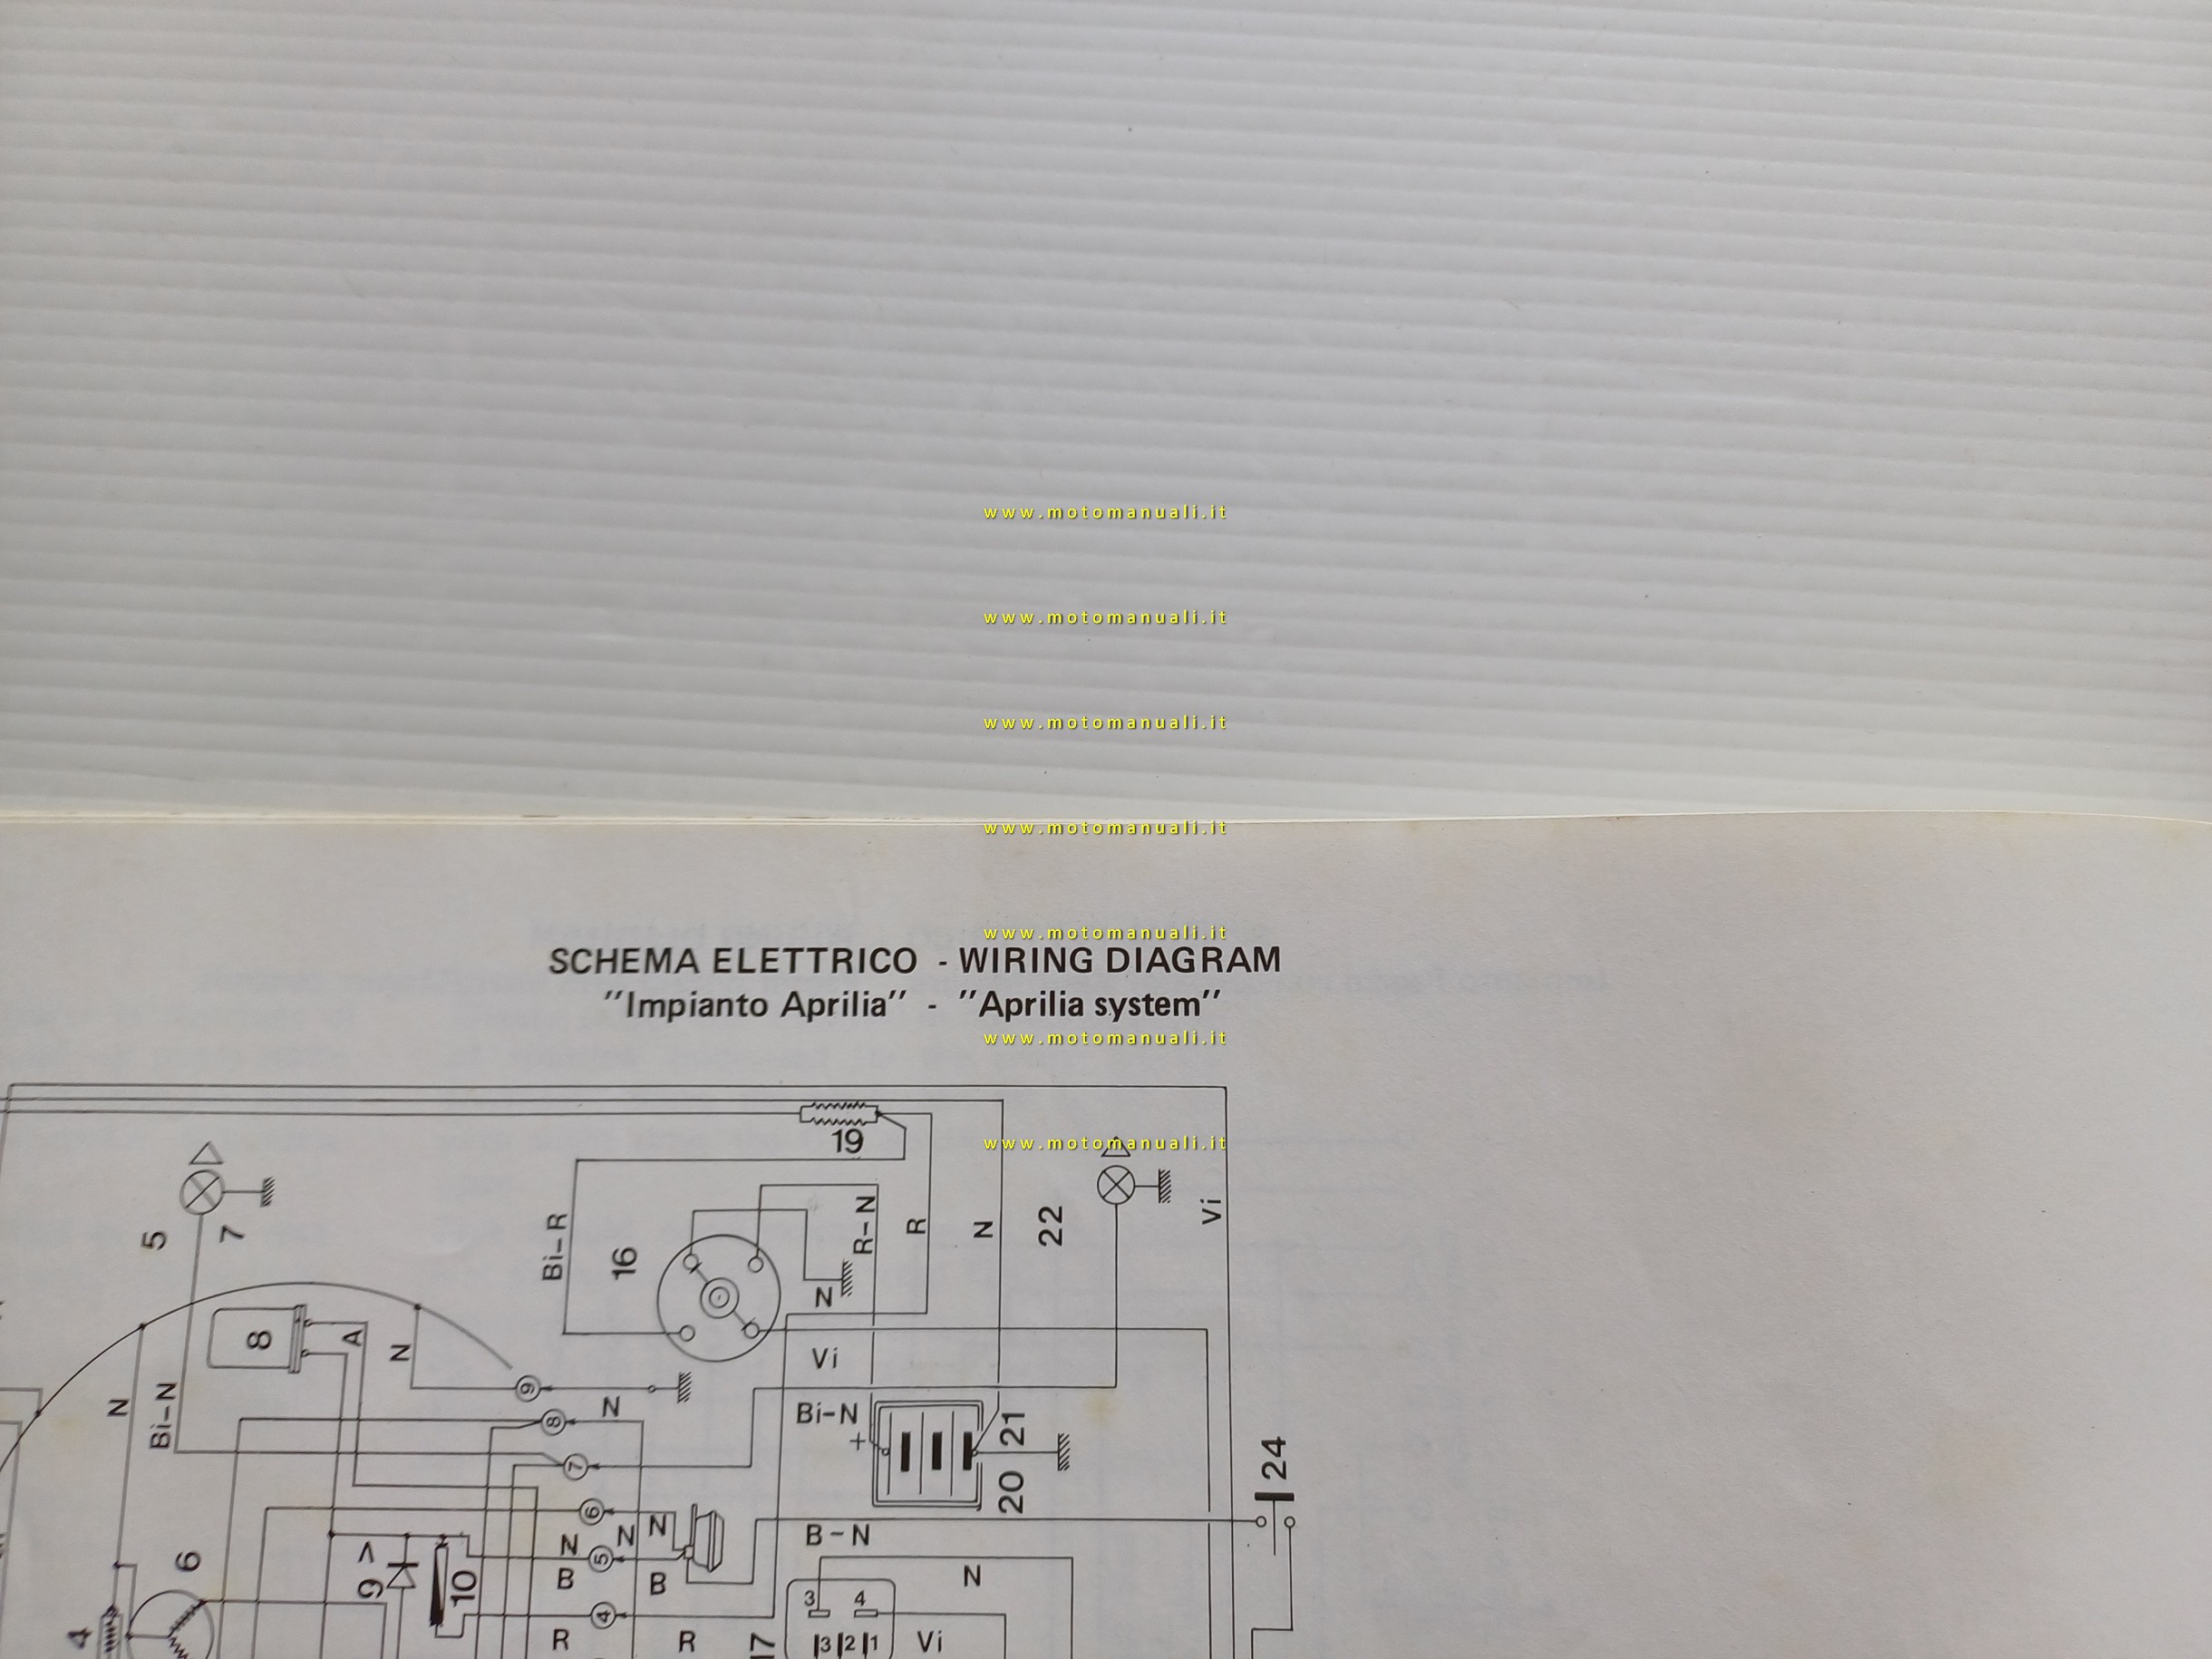 www.motomanuali.it
www.motomanuali.it
www.motomanuali.it
www.motomanuali.it
www.motomanuali.it
SCHEMA ELETTRICO - WIRING DIAGRAM
"Impianto Aprilia" - "Aprilia system"
www.motomanuali.it
www.motomanuali.it
19
5
7
Bi-R
16
R-N
R
N
22
Vi
N
8
A
N
Vi
9
N
Bi-N
N
8
Bi-N
+
21
20
24
7
6
N
N
N
B-N
6
9
10
5
B
B
N
4
4
3
4
R
R
17
3 2 1
Vi